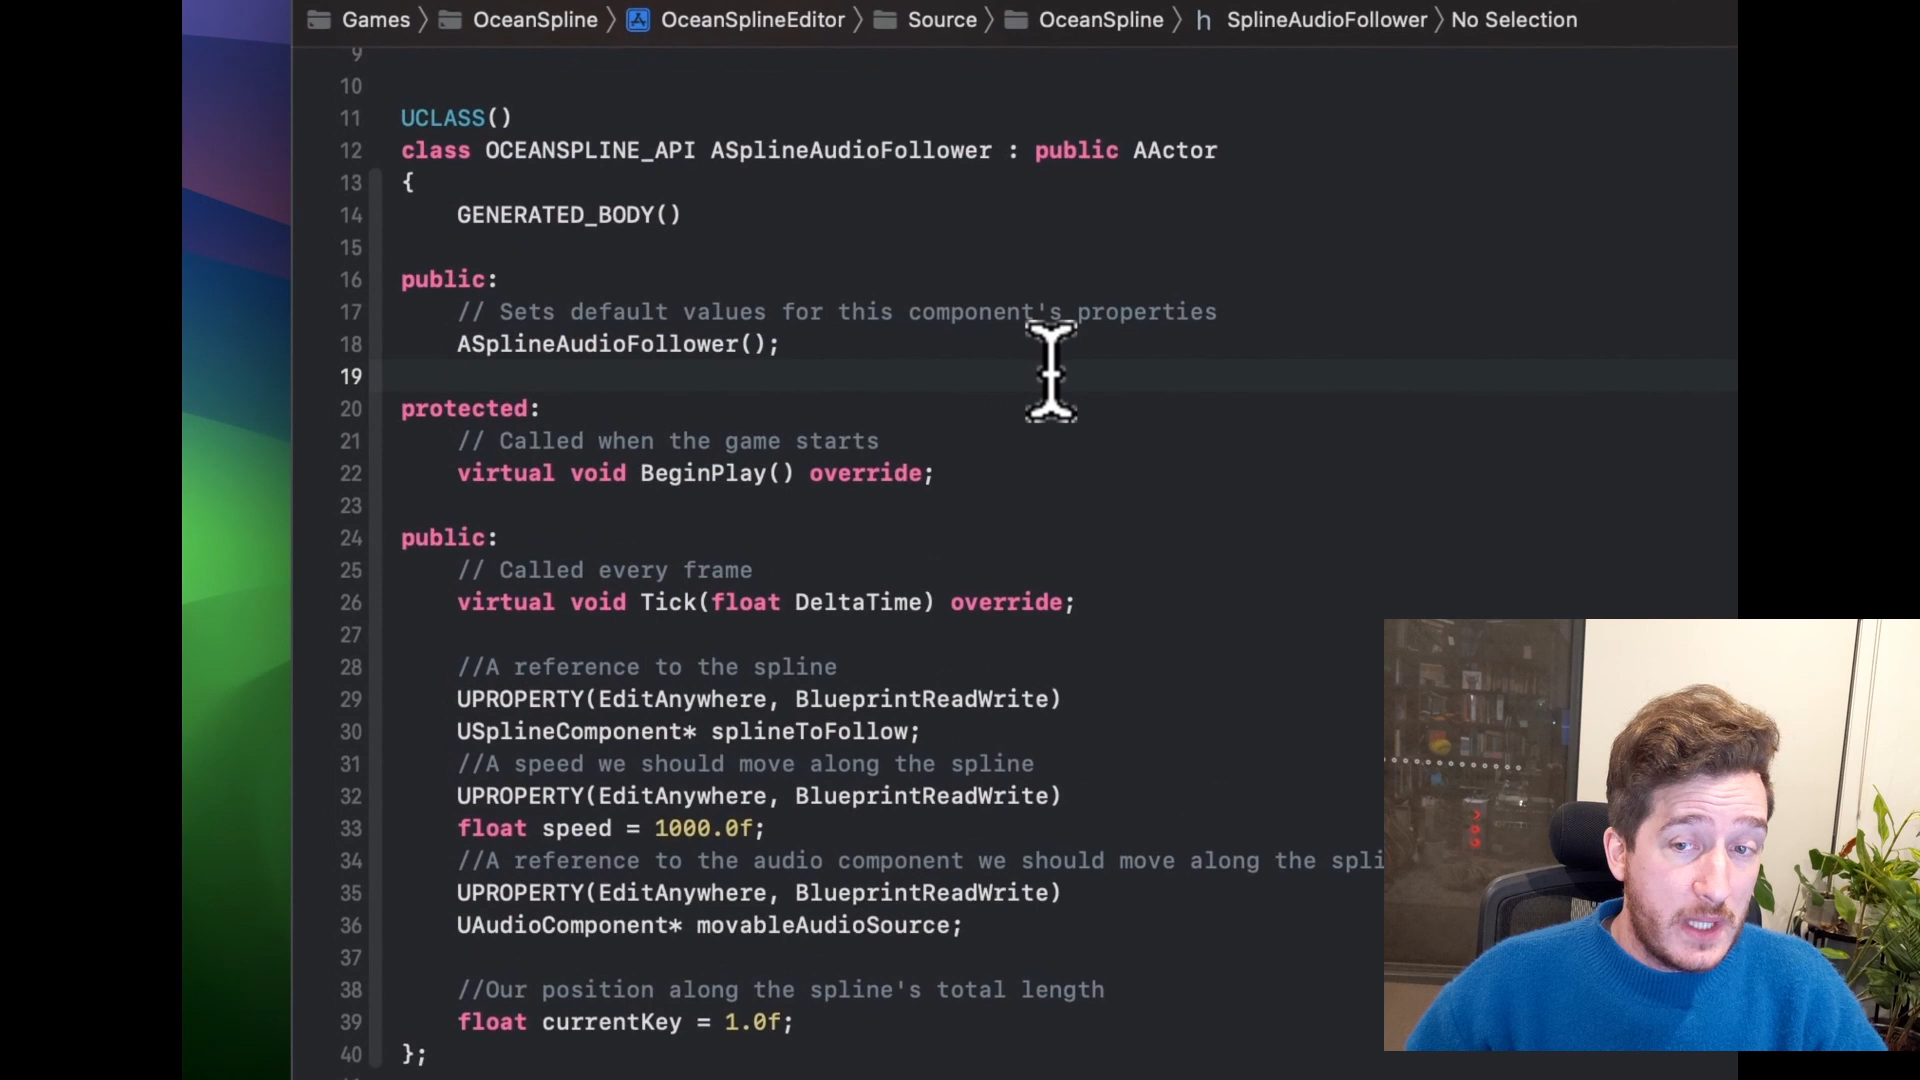 Games 〉 OceanSpline 〉 OceanSplineEditor 〉 Source 〉 OceanSpline 〉 h SplineAudioFollower 〉 No Selection
9
10
11 UCLASS()
12 class OCEANSPLINE_API ASplineAudioFollower : public AActor
13 {
14 GENERATED_BODY()
15
16 public:
17 // Sets default values for this component's properties
18 ASplineAudioFollower();
19
20 protected:
21 // Called when the game starts
22 virtual void BeginPlay() override;
23
24 public:
25 // Called every frame
26 virtual void Tick(float DeltaTime) override;
27
28 //A reference to the spline
29 UPROPERTY(EditAnywhere, BlueprintReadWrite)
30 USplineComponent* splineToFollow;
31 //A speed we should move along the spline
32 UPROPERTY(EditAnywhere, BlueprintReadWrite)
33 float speed = 1000.0f;
34 //A reference to the audio component we should move along the spli
35 UPROPERTY(EditAnywhere, BlueprintReadWrite)
36 UAudioComponent* movableAudioSource;
37
38 //Our position along the spline's total length
39 float currentKey = 1.0f;
40 };